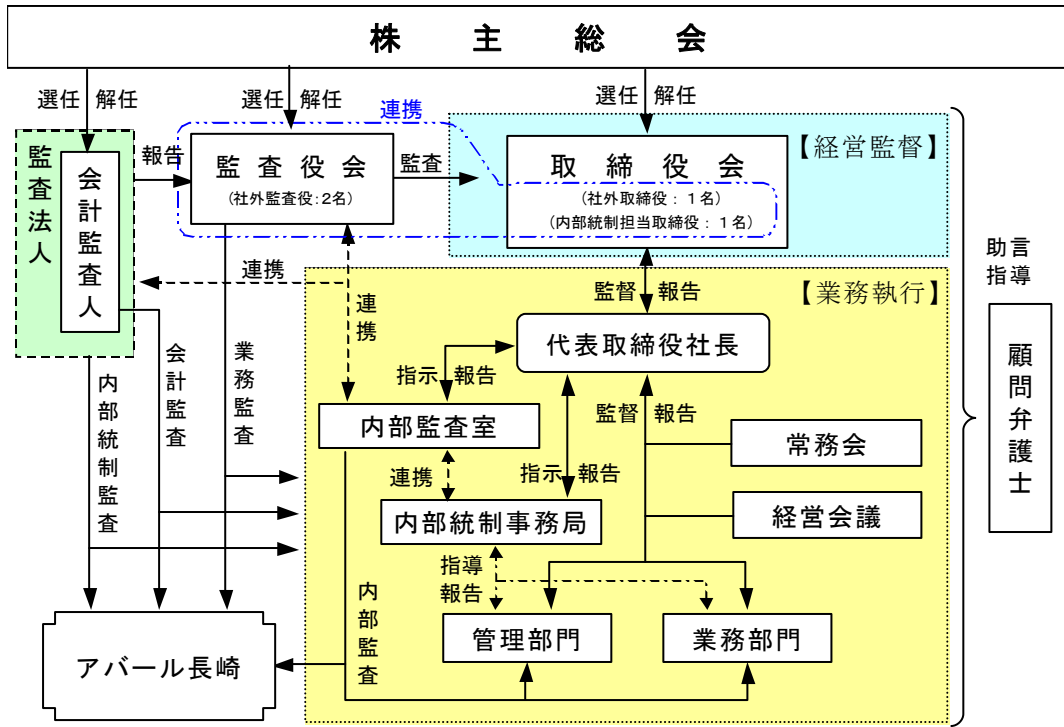 株主総会
選任 解任
選任 解任
連携
選任 解任
【経営監督】
監査法人
会計監査人
報告
監査役会
(社外監査役:2名)
監査
取締役会
(社外取締役:1名)
(内部統制担当取締役:1名)
助言
指導
顧問弁護士
連携
連携
監督 報告
【業務執行】
代表取締役社長
指示 報告
監督 報告
内部監査室
常務会
連携
指示 報告
内部統制事務局
経営会議
内部統制監査
会計監査
業務監査
指導
報告
内部監査
管理部門
業務部門
アバール長崎